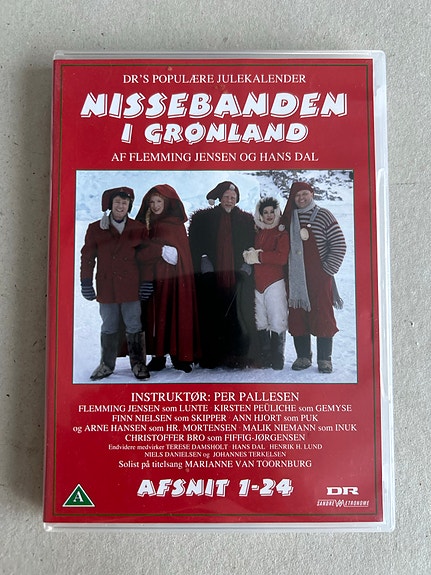 DR'S POPULÆRE JULEKALENDER
NISSEBANDEN
I GRØNLAND
AF FLEMMING JENSEN OG HANS DAL
INSTRUKTØR: PER PALLESEN
FLEMMING JENSEN som LUNTE · KIRSTEN PEÜLICHE som GEMYSE
FINN NIELSEN som SKIPPER · ANN HJORT som PUK
og ARNE HANSEN som HR. MORTENSEN · MALIK NIEMANN som INUK
CHRISTOFFER BRO som FIFFIG-JØRGENSEN
Endvidere medvirker TERESE DAMSHOLT HANS DAL HENRIK H. LUND
NIELS DANIELSEN og JOHANNES TERKELSEN
Solist på titelsang MARIANNE VAN TOORNBURG
A
AFSNIT 1-24
DR
SANDREW METRONOME